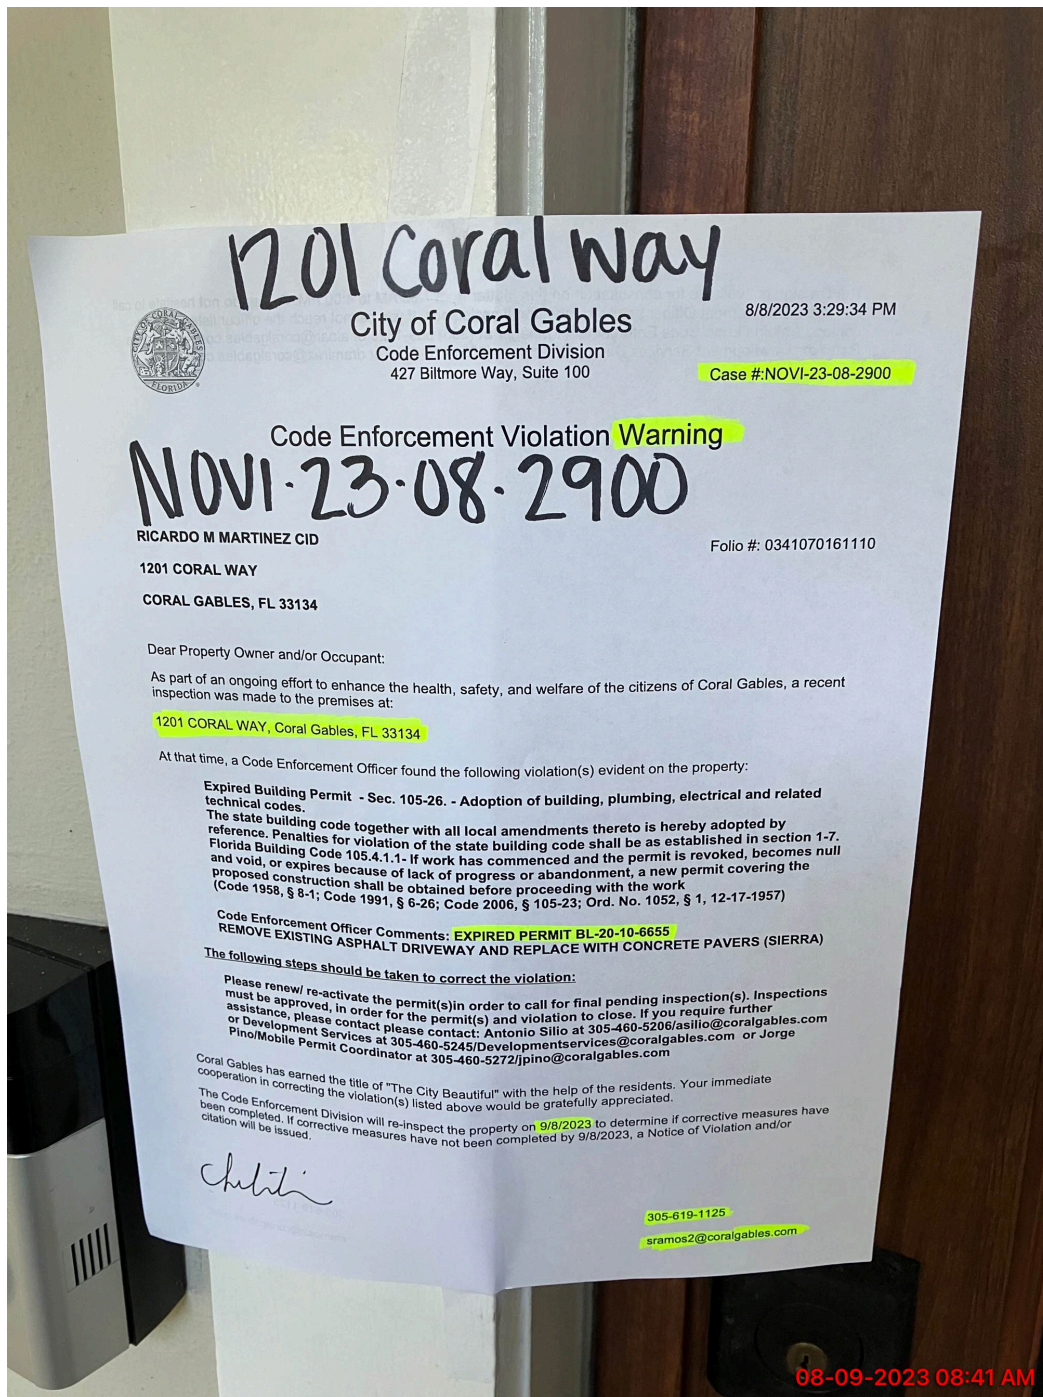 1201 Coral way
8/8/2023 3:29:34 PM
City of Coral Gables
Code Enforcement Division
427 Biltmore Way, Suite 100
Case #:NOVI-23-08-2900
CITY OF CORAL GABLES
FLORIDA
Code Enforcement Violation Warning
NOVI-23-08-2900
RICARDO M MARTINEZ CID
Folio #: 0341070161110
1201 CORAL WAY
CORAL GABLES, FL 33134
Dear Property Owner and/or Occupant:
As part of an ongoing effort to enhance the health, safety, and welfare of the citizens of Coral Gables, a recent
inspection was made to the premises at:
1201 CORAL WAY, Coral Gables, FL 33134
At that time, a Code Enforcement Officer found the following violation(s) evident on the property:
Expired Building Permit - Sec. 105-26. - Adoption of building, plumbing, electrical and related
technical codes.
The state building code together with all local amendments thereto is hereby adopted by
reference. Penalties for violation of the state building code shall be as established in section 1-7.
Florida Building Code 105.4.1.1- If work has commenced and the permit is revoked, becomes null
and void, or expires because of lack of progress or abandonment, a new permit covering the
proposed construction shall be obtained before proceeding with the work
(Code 1958, § 8-1; Code 1991, § 6-26; Code 2006, § 105-23; Ord. No. 1052, § 1, 12-17-1957)
Code Enforcement Officer Comments: EXPIRED PERMIT BL-20-10-6655
REMOVE EXISTING ASPHALT DRIVEWAY AND REPLACE WITH CONCRETE PAVERS (SIERRA)
The following steps should be taken to correct the violation:
Please renew/ re-activate the permit(s)in order to call for final pending inspection(s). Inspections
must be approved, in order for the permit(s) and violation to close. If you require further
assistance, please contact please contact: Antonio Silio at 305-460-5206/asilio@coralgables.com
or Development Services at 305-460-5245/Developmentservices@coralgables.com or Jorge
Pino/Mobile Permit Coordinator at 305-460-5272/jpino@coralgables.com
Coral Gables has earned the title of "The City Beautiful" with the help of the residents. Your immediate
cooperation in correcting the violation(s) listed above would be gratefully appreciated.
The Code Enforcement Division will re-inspect the property on 9/8/2023 to determine if corrective measures have
been completed. If corrective measures have not been completed by 9/8/2023, a Notice of Violation and/or
citation will be issued.
305-619-1125
sramos2@coralgables.com
08-09-2023 08:41 AM